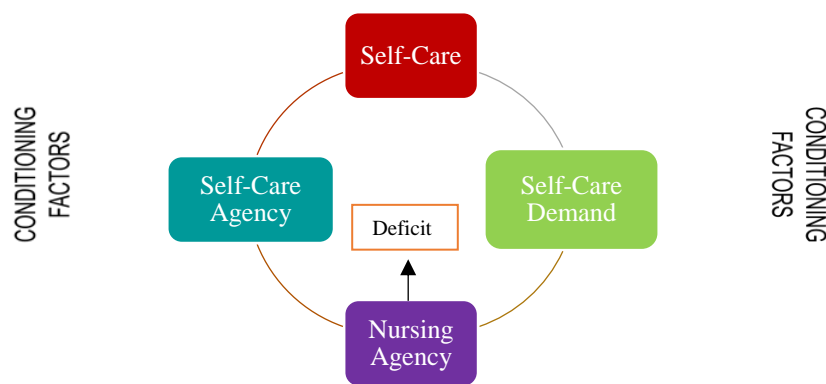 Self-Care
CONDITIONING
FACTORS
Self-Care
Agency
Self-Care
Demand
CONDITIONING
FACTORS
Deficit
Nursing
Agency